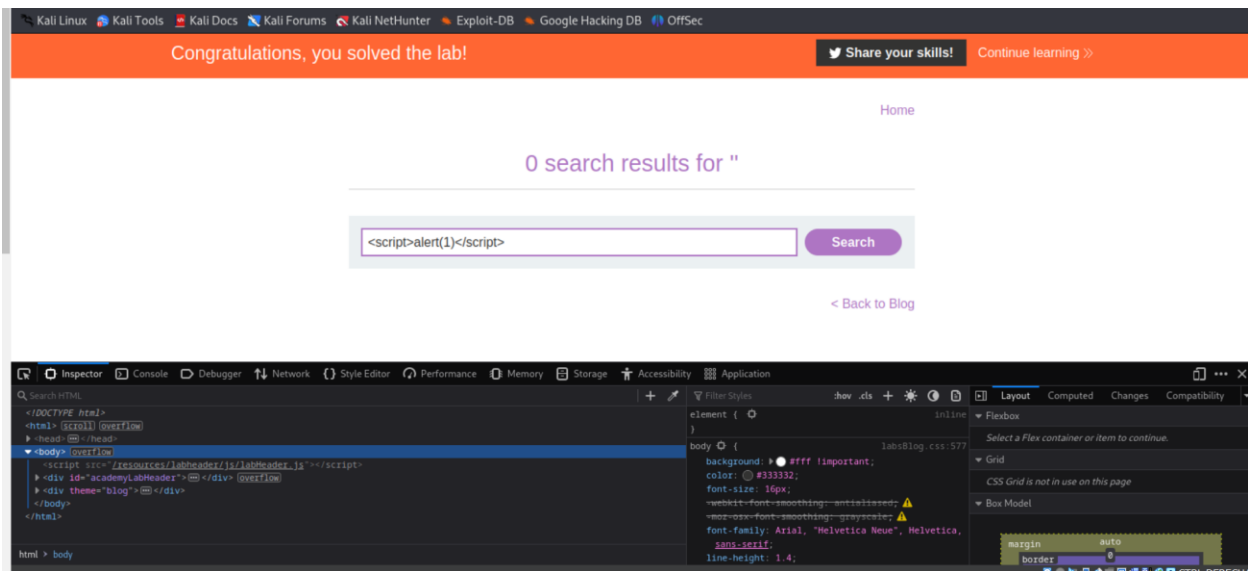 Kali Linux Kali Tools Kali Docs Kali Forums Kali NetHunter Exploit-DB Google Hacking DB OffSec
Congratulations, you solved the lab! Share your skills! Continue learning >>
Home
0 search results for ''
<script>alert(1)</script> Search
< Back to Blog
Inspector Console Debugger Network {} Style Editor Performance Memory Storage Accessibility Application
Search HTML + Filter Styles :hov .cls + Layout Computed Changes Compatibility
<!DOCTYPE html>
<html> scroll overflow
<head> </head>
<body> overflow
<script src="/resources/labheader/js/labHeader.js"></script>
<div id="academyLabHeader"> </div> overflow
<div theme="blog"> </div>
</body>
</html>
html > body
element { inline
}
body { labsBlog.css:577
background: #fff !important;
color: #333332;
font-size: 16px;
-webkit-font-smoothing: antialiased;
-moz-osx-font-smoothing: grayscale;
font-family: Arial, "Helvetica Neue", Helvetica,
sans-serif;
line-height: 1.4;
Flexbox
Select a Flex container or item to continue.
Grid
CSS Grid is not in use on this page
Box Model
margin auto
border 0